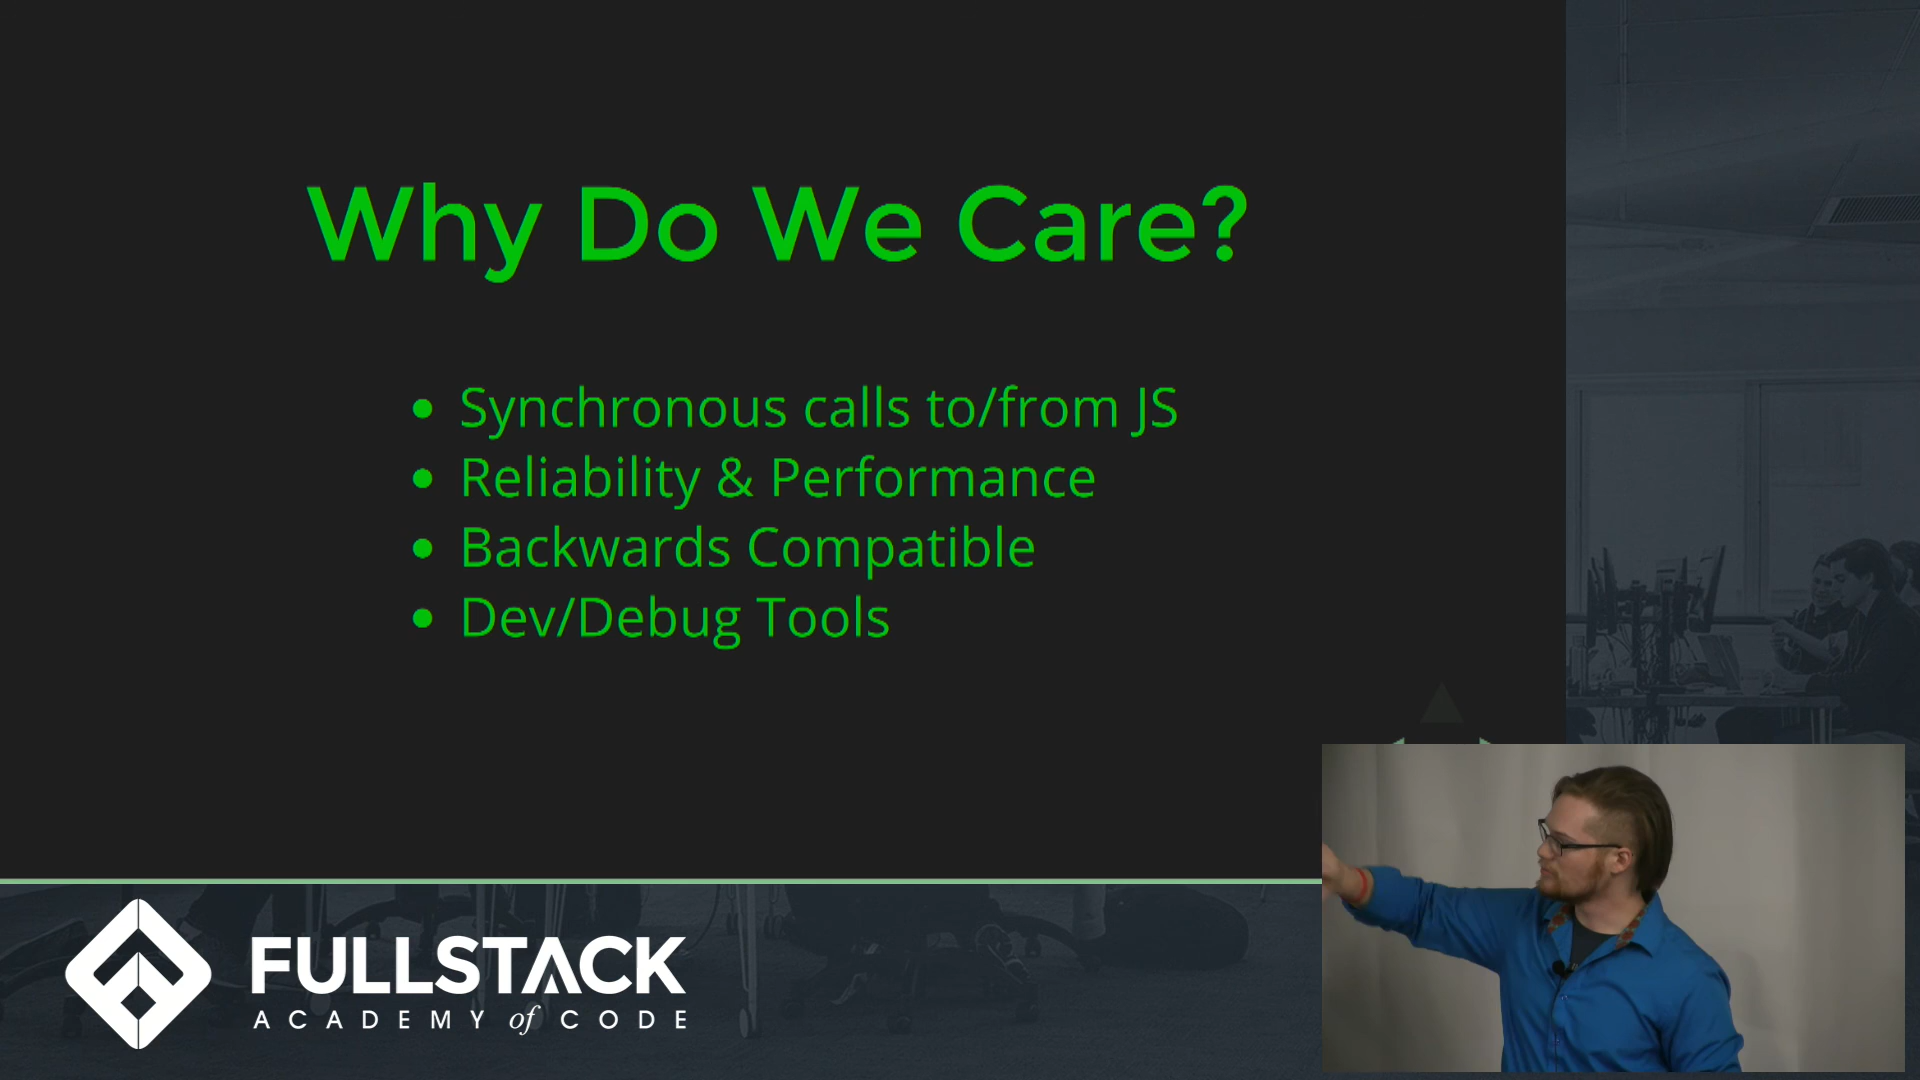 Why Do We Care?
Synchronous calls to/from JS
Reliability & Performance
Backwards Compatible
Dev/Debug Tools
FULLSTACK
ACADEMY of CODE